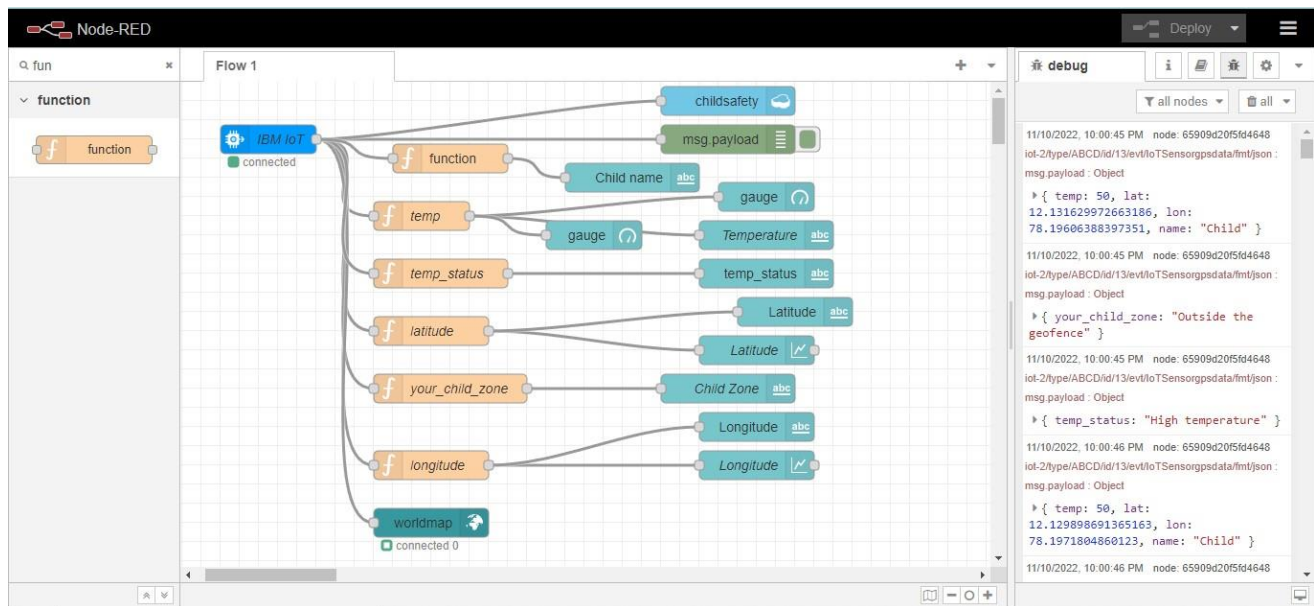 Node-RED
Deploy
fun
Flow 1
function
function
IBM IoT
connected
childsafety
msg.payload
function
Child name
temp
gauge
gauge
Temperature
temp_status
temp_status
latitude
Latitude
Latitude
your_child_zone
Child Zone
longitude
Longitude
Longitude
worldmap
connected 0
abc
abc
abc
abc
abc
abc
debug
all nodes
all
11/10/2022, 10:00:45 PM node: 65909d20f5fd4648
iot-2/type/ABCD/id/13/evt/IoTSensorgpsdata/fmt/json :
msg.payload : Object
{ temp: 50, lat:
12.131629972663186, lon:
78.19606388397351, name: "Child" }
11/10/2022, 10:00:45 PM node: 65909d20f5fd4648
iot-2/type/ABCD/id/13/evt/IoTSensorgpsdata/fmt/json :
msg.payload : Object
{ your_child_zone: "Outside the
geofence" }
11/10/2022, 10:00:45 PM node: 65909d20f5fd4648
iot-2/type/ABCD/id/13/evt/IoTSensorgpsdata/fmt/json :
msg.payload : Object
{ temp_status: "High temperature" }
11/10/2022, 10:00:46 PM node: 65909d20f5fd4648
iot-2/type/ABCD/id/13/evt/IoTSensorgpsdata/fmt/json :
msg.payload : Object
{ temp: 50, lat:
12.129898691365163, lon:
78.1971804860123, name: "Child" }
11/10/2022, 10:00:46 PM node: 65909d20f5fd4648